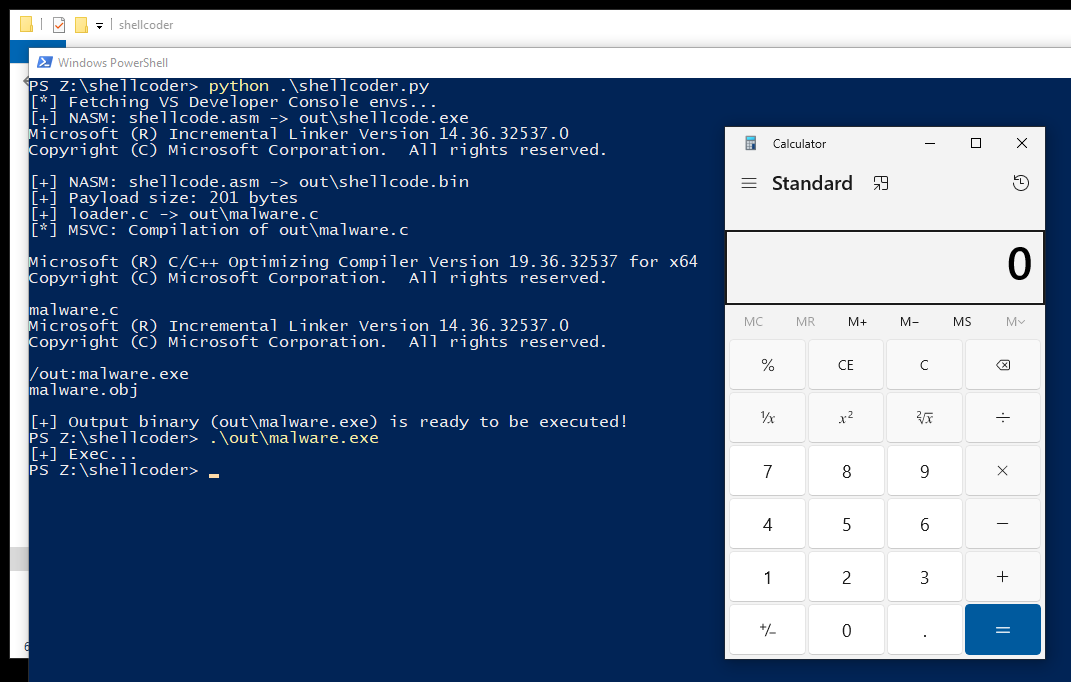 shellcoder
Windows PowerShell
PS Z:\shellcoder> python .\shellcoder.py
[*] Fetching VS Developer Console envs...
[+] NASM: shellcode.asm -> out\shellcode.exe
Microsoft (R) Incremental Linker Version 14.36.32537.0
Copyright (C) Microsoft Corporation.  All rights reserved.
[+] NASM: shellcode.asm -> out\shellcode.bin
[+] Payload size: 201 bytes
[+] loader.c -> out\malware.c
[*] MSVC: Compilation of out\malware.c
Microsoft (R) C/C++ Optimizing Compiler Version 19.36.32537 for x64
Copyright (C) Microsoft Corporation.  All rights reserved.
malware.c
Microsoft (R) Incremental Linker Version 14.36.32537.0
Copyright (C) Microsoft Corporation.  All rights reserved.
/out:malware.exe
malware.obj
[+] Output binary (out\malware.exe) is ready to be executed!
PS Z:\shellcoder> .\out\malware.exe
[+] Exec...
PS Z:\shellcoder>
Calculator
Standard
0
MC MR M+ M− MS M
% CE C
¹/x x² ²√x ÷
7 8 9 ×
4 5 6 −
1 2 3 +
+/− 0 . =